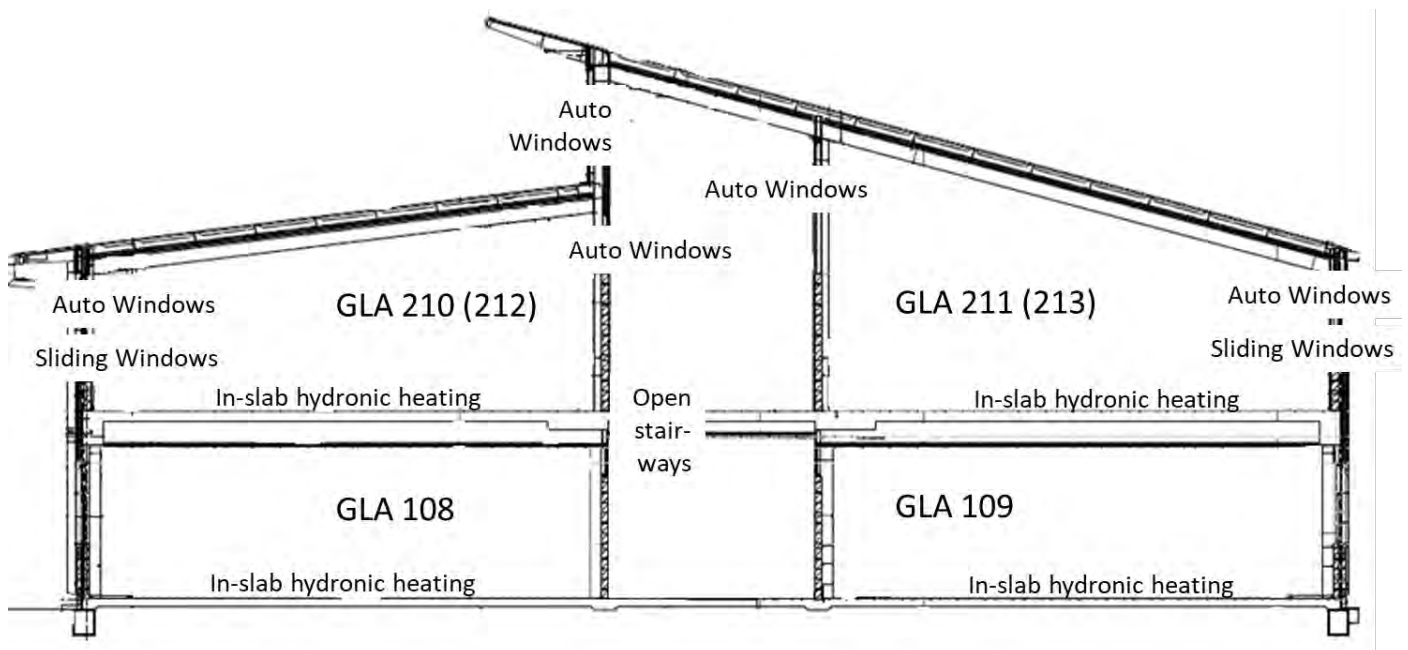 Auto
Windows
Auto Windows
Auto Windows
Auto Windows
GLA 210 (212)
GLA 211 (213)
Auto Windows
Sliding Windows
Sliding Windows
In-slab hydronic heating
Open
stair-
ways
In-slab hydronic heating
GLA 108
GLA 109
In-slab hydronic heating
In-slab hydronic heating